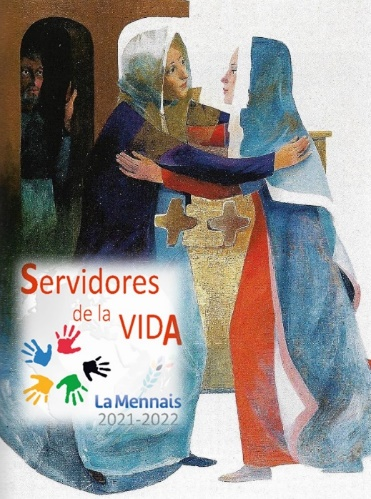 Servidores
de la VIDA
La Mennais
2021-2022